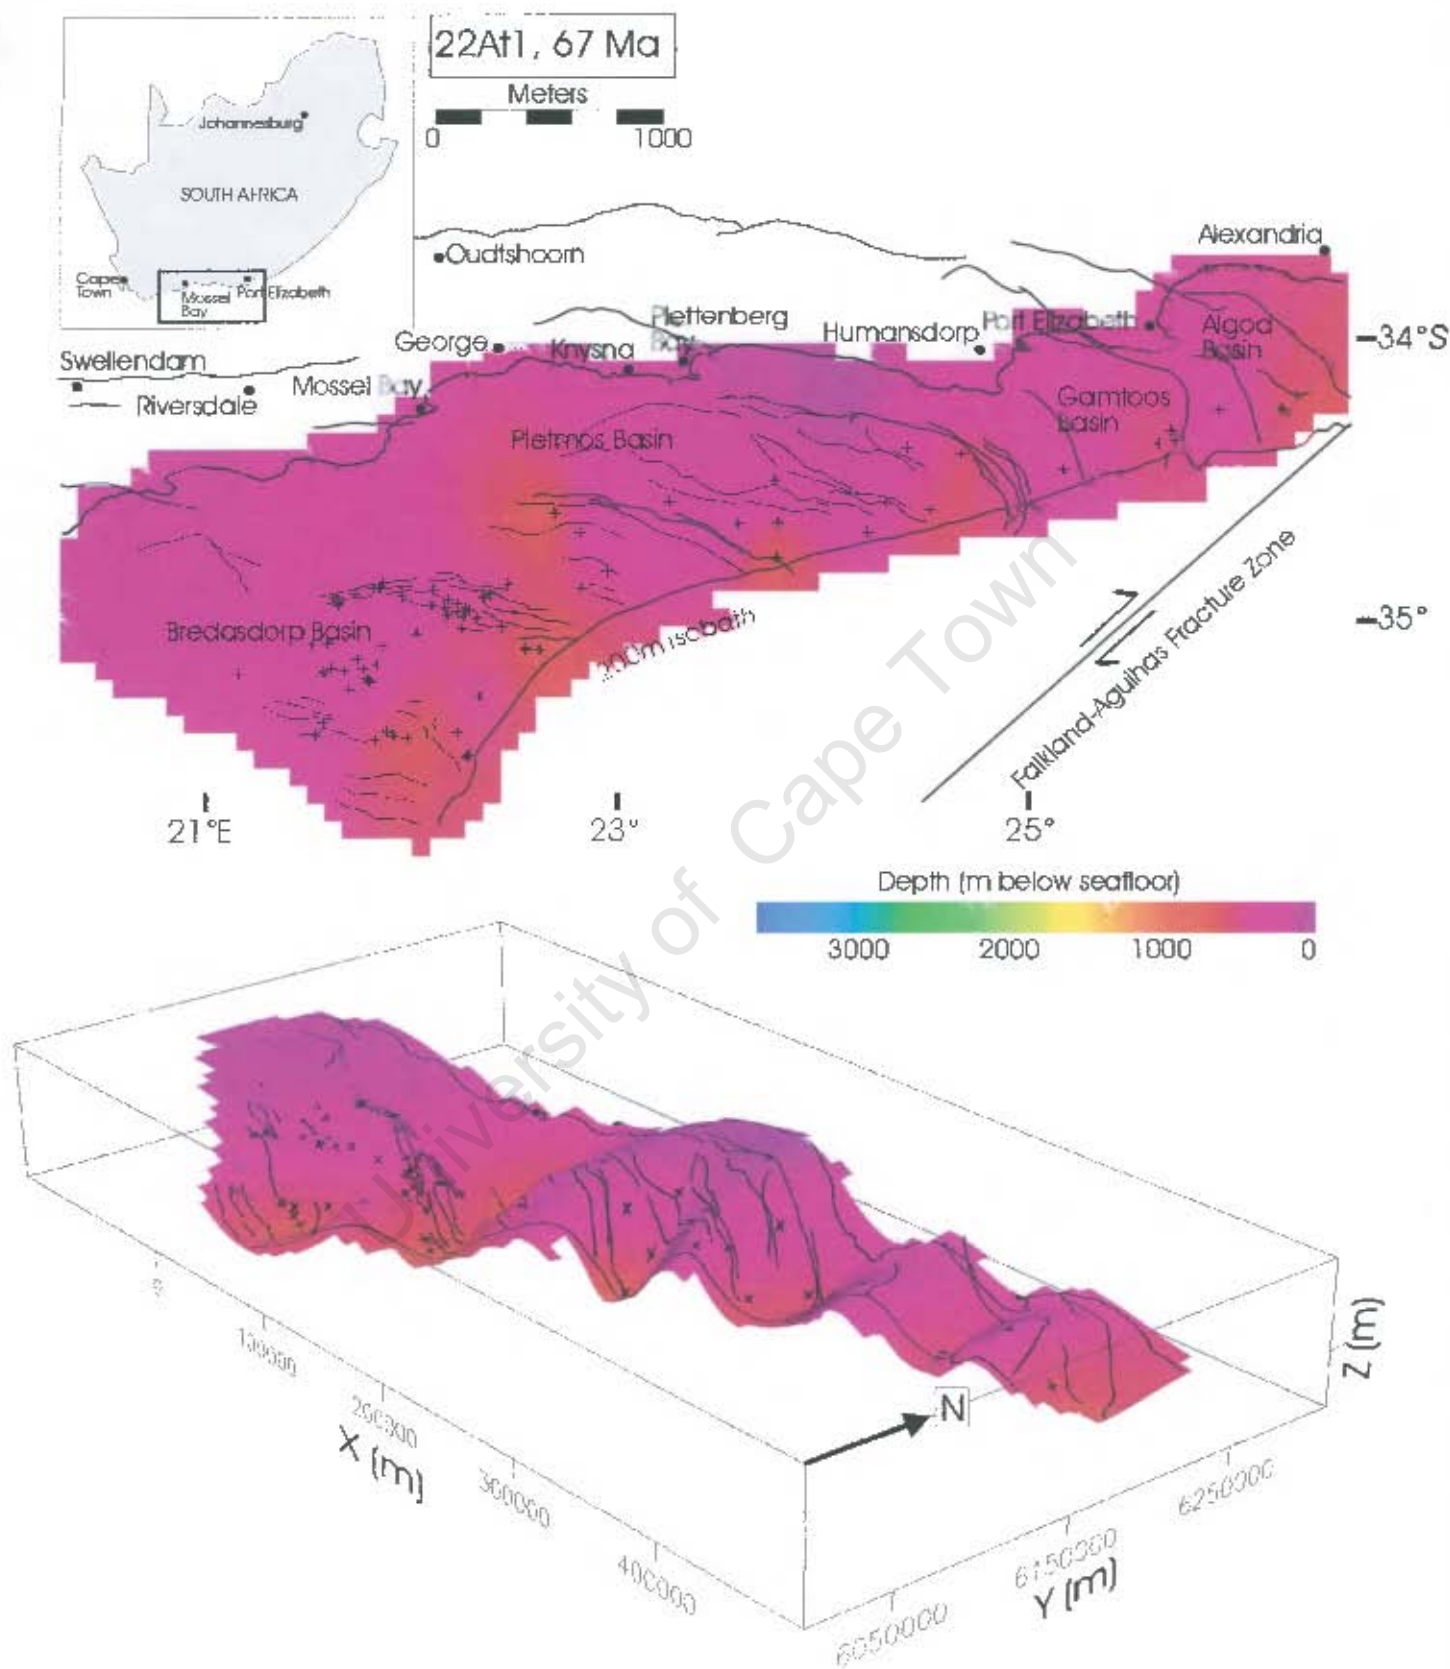 22At1, 67 Ma
Meters
0 1000
Johannesburg
SOUTH AFRICA
Cape
Town
Mossel
Bay
Port Elizabeth
Oudtshoorn
Alexandria
Plettenberg
Bay
Humansdorp
Port Elizabeth
Algoa
Basin
34°S
George
Knysna
Swellendam
Mossel Bay
Riversdale
Gamtoos
Basin
Pletmos Basin
Bredasdorp Basin
200m isobath
35°
Falkland-Agulhas Fracture Zone
21°E
23°
25°
Depth (m below seafloor)
3000 2000 1000 0
University of Cape Town
N
Z (m)
0
100000
200000
X (m)
300000
400000
6250000
6150000
Y (m)
6050000